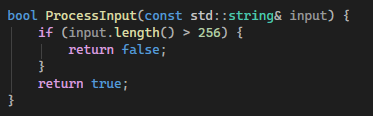 bool ProcessInput(const std::string& input) {
    if (input.length() > 256) {
        return false;
    }
    return true;
}